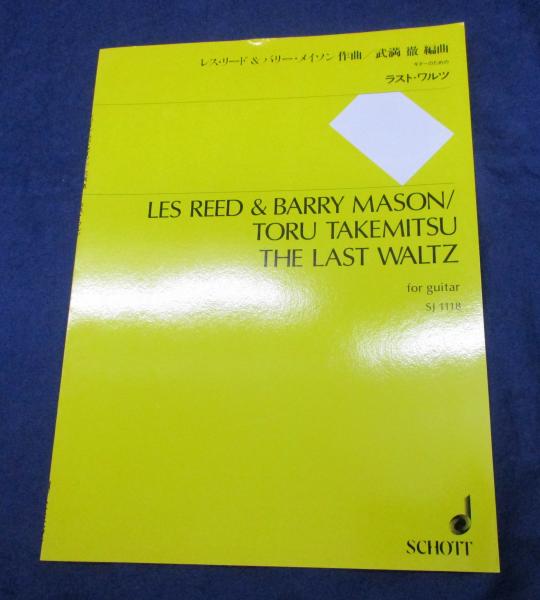 レス・リード & バリー・メイソン 作曲／武満 徹 編曲
ギターのための
ラスト・ワルツ
LES REED & BARRY MASON/
TORU TAKEMITSU
THE LAST WALTZ
for guitar
SJ 1118
SCHOTT